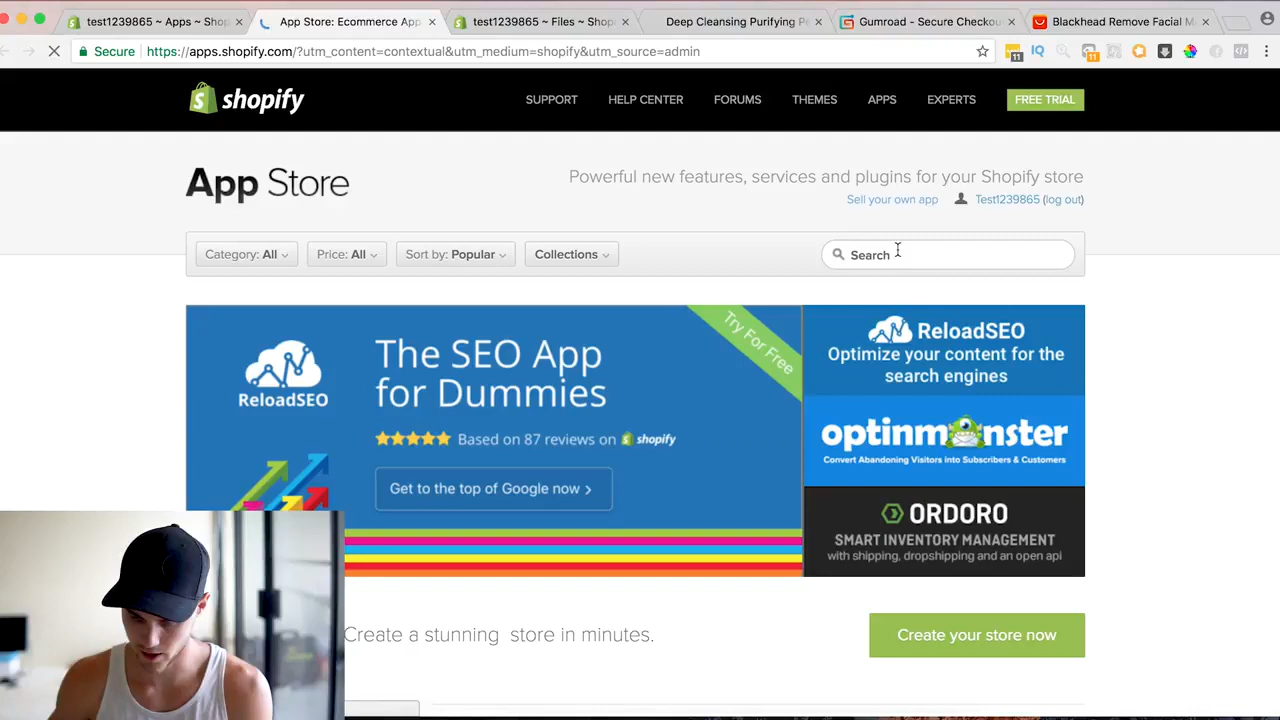 test1239865 ~ Apps ~ Shop
App Store: Ecommerce App
test1239865 ~ Files ~ Shop
Deep Cleansing Purifying Pe
Gumroad - Secure Checkou
Blackhead Remove Facial M
Secure https://apps.shopify.com/?utm_content=contextual&utm_medium=shopify&utm_source=admin
11 IQ 11
shopify
SUPPORT HELP CENTER FORUMS THEMES APPS EXPERTS FREE TRIAL
App Store
Powerful new features, services and plugins for your Shopify store
Sell your own app Test1239865 (log out)
Category: All Price: All Sort by: Popular Collections Search
ReloadSEO
The SEO App
for Dummies
Based on 87 reviews on shopify
Get to the top of Google now >
Try For Free
ReloadSEO
Optimize your content for the
search engines
optinmonster
Convert Abandoning Visitors into Subscribers & Customers
ORDORO
SMART INVENTORY MANAGEMENT
with shipping, dropshipping and an open api
Create a stunning store in minutes.
Create your store now